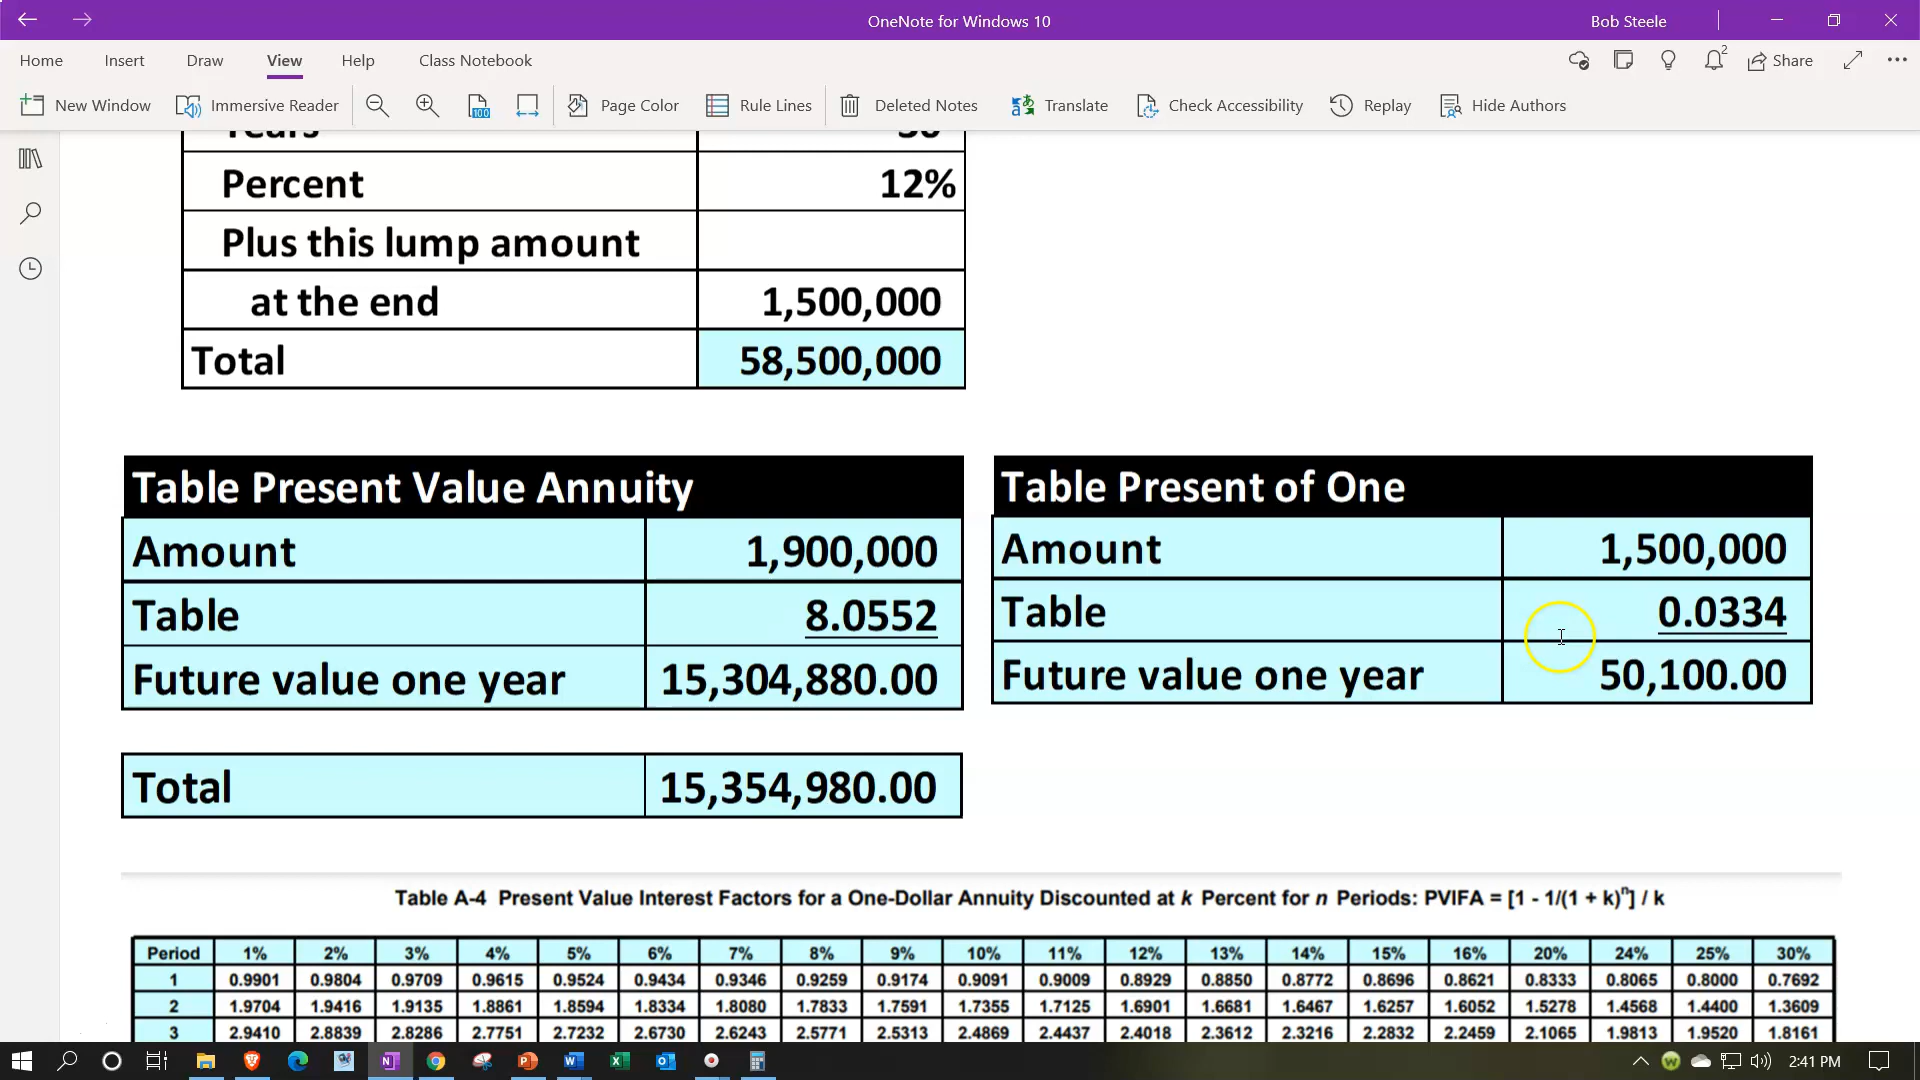 OneNote for Windows 10
Bob Steele
Home Insert Draw View Help Class Notebook
2
Share
New Window Immersive Reader 100 Page Color Rule Lines Deleted Notes Translate Check Accessibility Replay Hide Authors
Years 30
Percent 12%
Plus this lump amount
at the end 1,500,000
Total 58,500,000
Table Present Value Annuity
Amount 1,900,000
Table 8.0552
Future value one year 15,304,880.00
Total 15,354,980.00
Table Present of One
Amount 1,500,000
Table 0.0334
Future value one year 50,100.00
Table A-4 Present Value Interest Factors for a One-Dollar Annuity Discounted at k Percent for n Periods: PVIFA = [1 - 1/(1 + k)ⁿ] / k
Period 1% 2% 3% 4% 5% 6% 7% 8% 9% 10% 11% 12% 13% 14% 15% 16% 20% 24% 25% 30%
1 0.9901 0.9804 0.9709 0.9615 0.9524 0.9434 0.9346 0.9259 0.9174 0.9091 0.9009 0.8929 0.8850 0.8772 0.8696 0.8621 0.8333 0.8065 0.8000 0.7692
2 1.9704 1.9416 1.9135 1.8861 1.8594 1.8334 1.8080 1.7833 1.7591 1.7355 1.7125 1.6901 1.6681 1.6467 1.6257 1.6052 1.5278 1.4568 1.4400 1.3609
3 2.9410 2.8839 2.8286 2.7751 2.7232 2.6730 2.6243 2.5771 2.5313 2.4869 2.4437 2.4018 2.3612 2.3216 2.2832 2.2459 2.1065 1.9813 1.9520 1.8161
2:41 PM